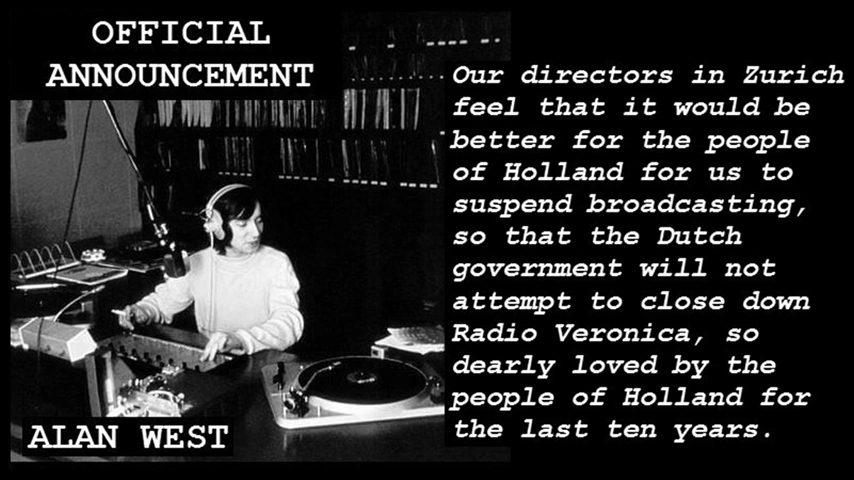 OFFICIAL
ANNOUNCEMENT
Our directors in Zurich
feel that it would be
better for the people
of Holland for us to
suspend broadcasting,
so that the Dutch
government will not
attempt to close down
Radio Veronica, so
dearly loved by the
people of Holland for
the last ten years.
ALAN WEST